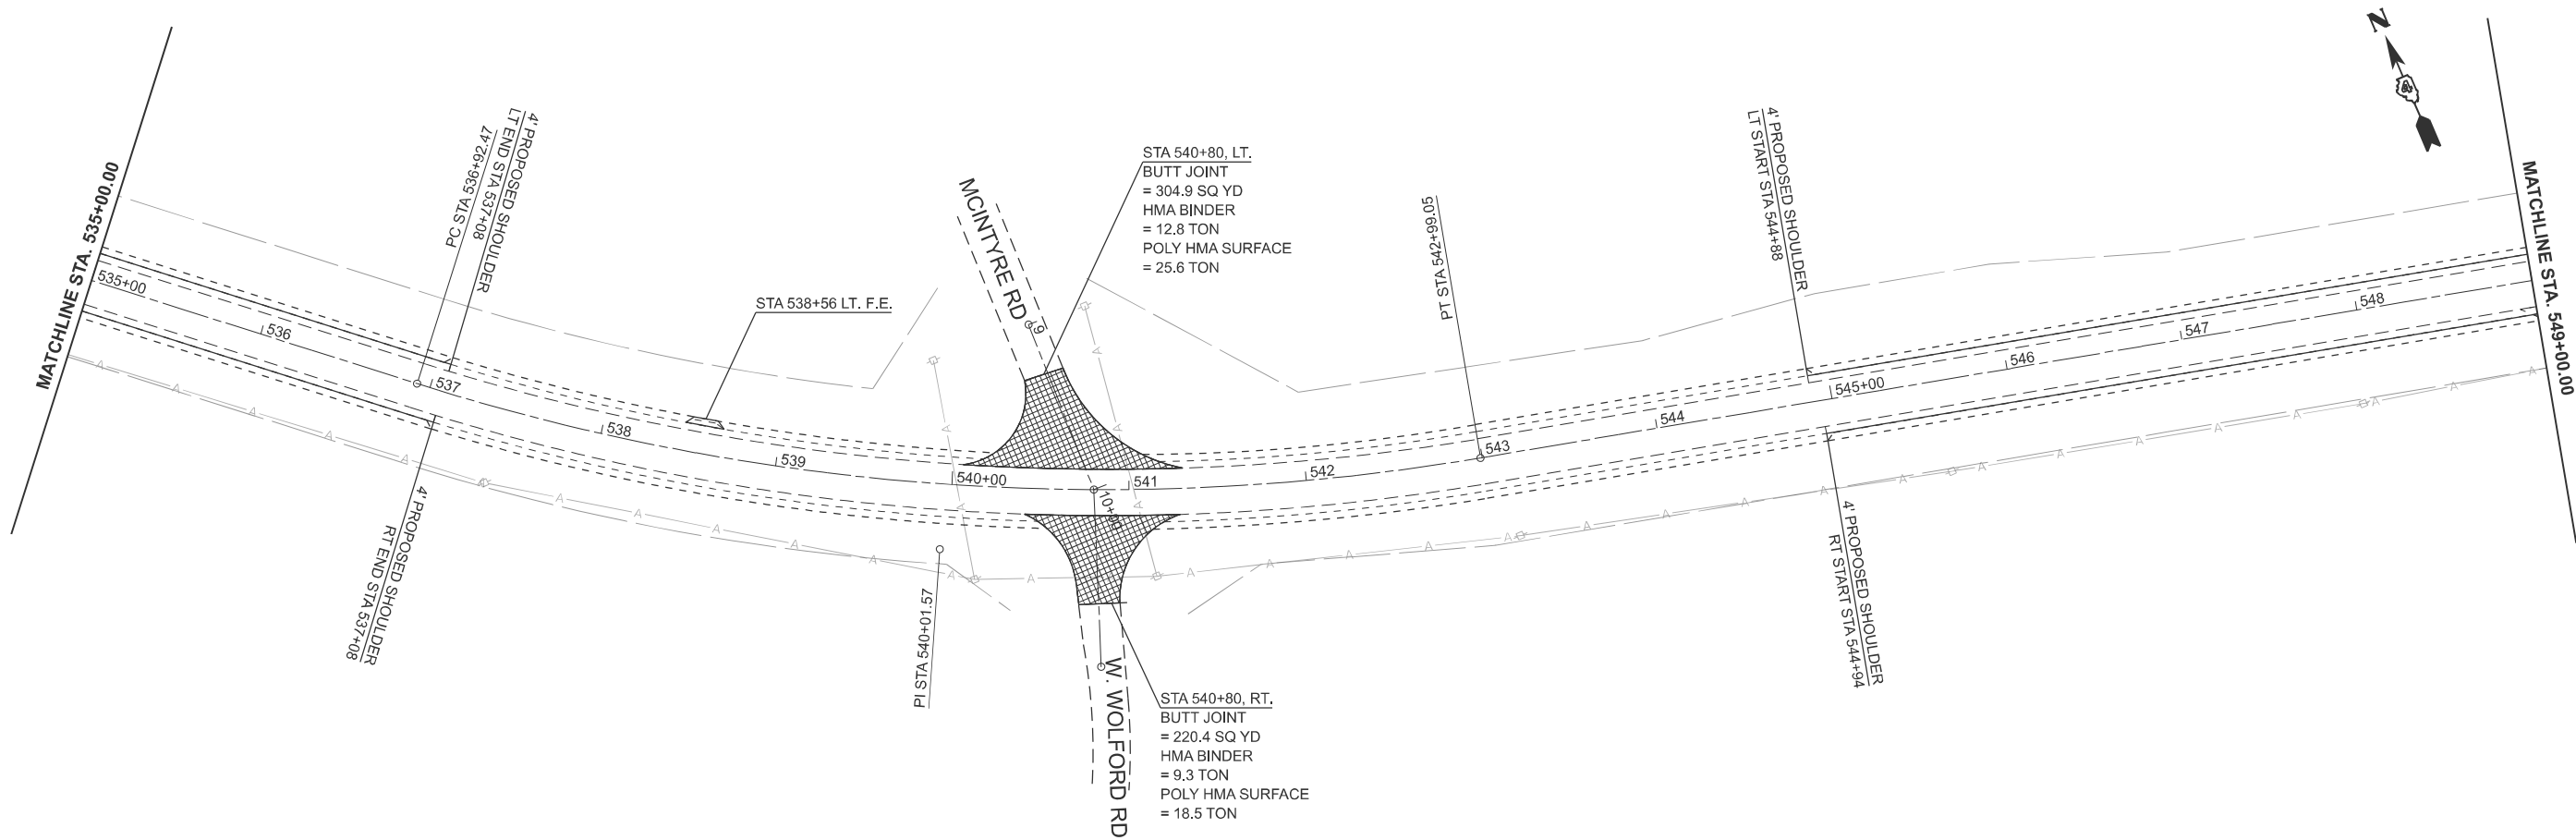 MATCHLINE STA. 535+00.00
535+00
536
PC STA 536+92.47
4' PROPOSED SHOULDER
LT END STA 537+08
537
4' PROPOSED SHOULDER
RT END STA 537+08
538
STA 538+56 LT. F.E.
539
PI STA 540+01.57
540+00
MCINTYRE RD
9
STA 540+80, LT.
BUTT JOINT
= 304.9 SQ YD
HMA BINDER
= 12.8 TON
POLY HMA SURFACE
= 25.6 TON
10+00
541
W. WOLFORD RD
STA 540+80, RT.
BUTT JOINT
= 220.4 SQ YD
HMA BINDER
= 9.3 TON
POLY HMA SURFACE
= 18.5 TON
542
PT STA 542+99.05
543
544
4' PROPOSED SHOULDER
LT START STA 544+88
545+00
4' PROPOSED SHOULDER
RT START STA 544+94
546
547
548
N
4
MATCHLINE STA. 549+00.00
A A A A A A A A A A A A A A A A A A A A A A A A A A A A A A A A A A